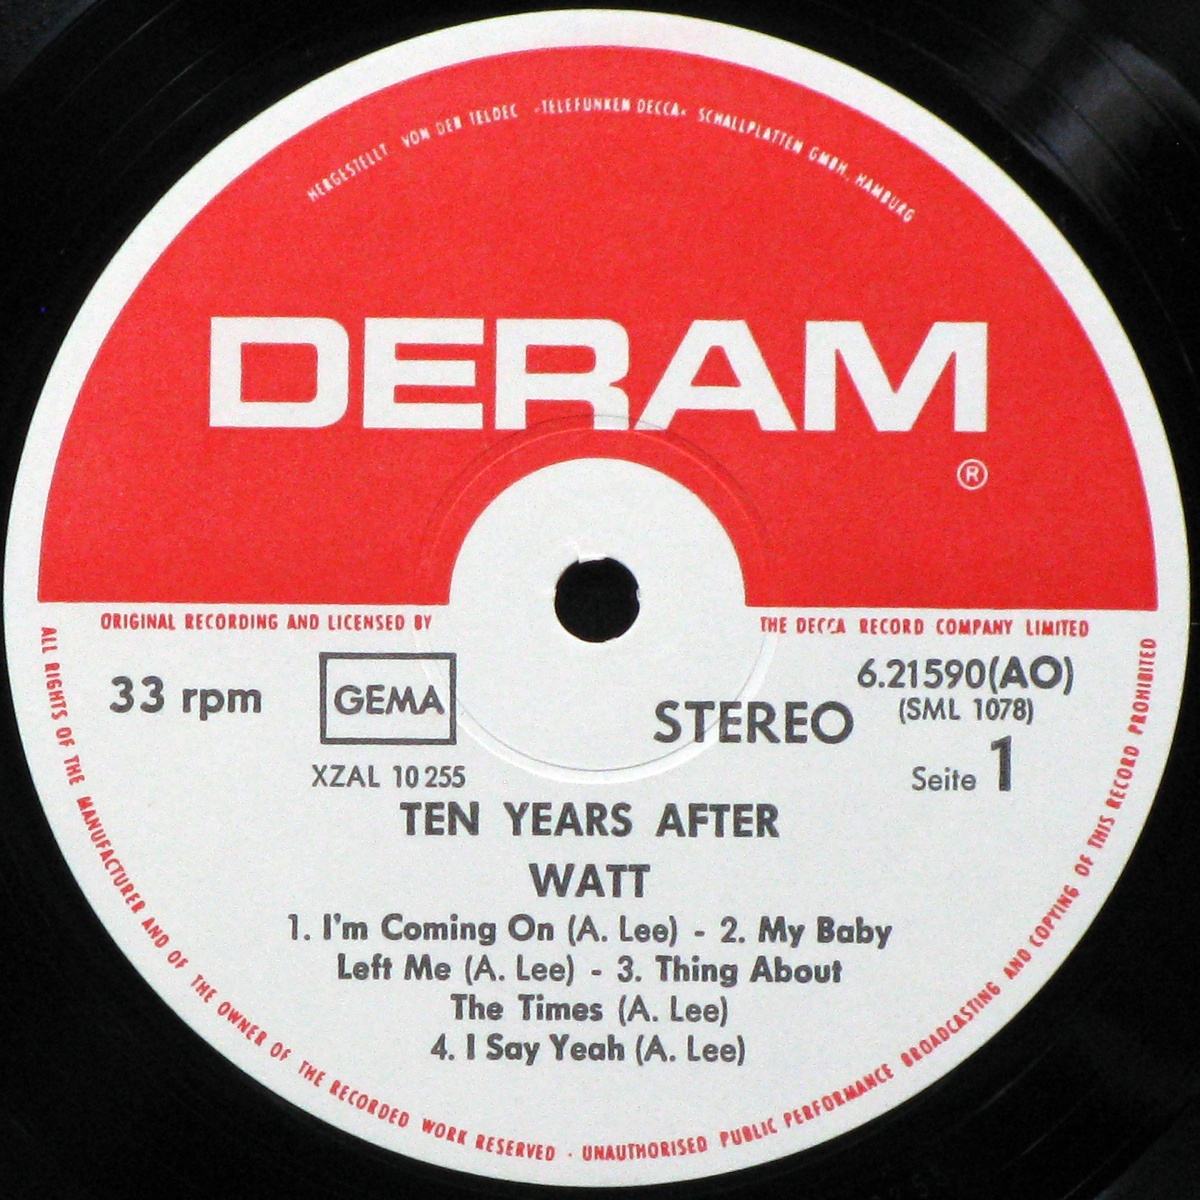 HERGESTELLT VON DER TELDEC »TELEFUNKEN DECCA« SCHALLPLATTEN GMBH, HAMBURG
DERAM
®
ORIGINAL RECORDING AND LICENSED BY THE DECCA RECORD COMPANY LIMITED
33 rpm
GEMA
XZAL 10 255
STEREO
6.21590(AO)
(SML 1078)
Seite 1
TEN YEARS AFTER
WATT
1. I'm Coming On (A. Lee) - 2. My Baby
Left Me (A. Lee) - 3. Thing About
The Times (A. Lee)
4. I Say Yeah (A. Lee)
ALL RIGHTS OF THE MANUFACTURER AND OF THE OWNER OF THE RECORDED WORK RESERVED · UNAUTHORISED PUBLIC PERFORMANCE BROADCASTING AND COPYING OF THIS RECORD PROHIBITED